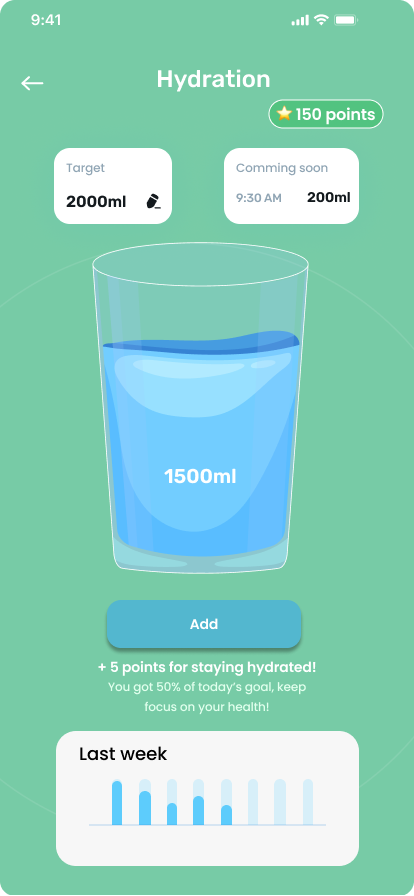 9:41
Hydration
150 points
Target
2000ml
Comming soon
9:30 AM 200ml
1500ml
Add
+ 5 points for staying hydrated!
You got 50% of today's goal, keep
focus on your health!
Last week